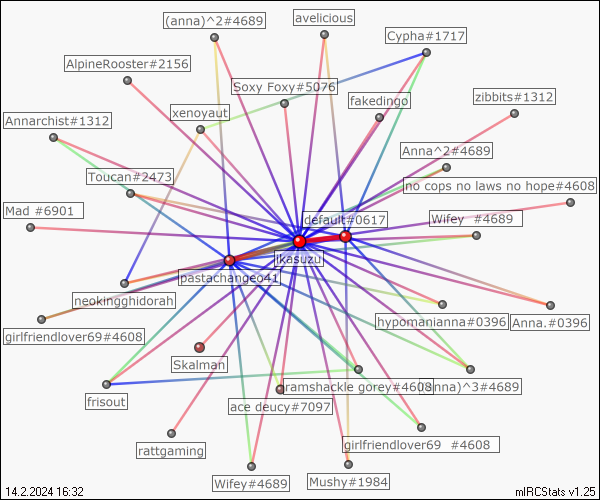 (anna)^2#4689
avelicious
Cypha#1717
AlpineRooster#2156
Soxy Foxy#5076
fakedingo
zibbits#1312
xenoyaut
Annarchist#1312
Anna^2#4689
Toucan#2473
no cops no laws no hope#4608
Mad #6901
default#0617
Wifey #4689
ikasuzu
pastachangeo41
neokingghidorah
hypomanianna#0396
Anna.#0396
girlfriendlover69#4608
Skalman
ramshackle gorey#4608
(anna)^3#4689
frisout
ace deucy#7097
rattgaming
girlfriendlover69 #4608
Wifey#4689
Mushy#1984
14.2.2024 16:32
mIRCStats v1.25